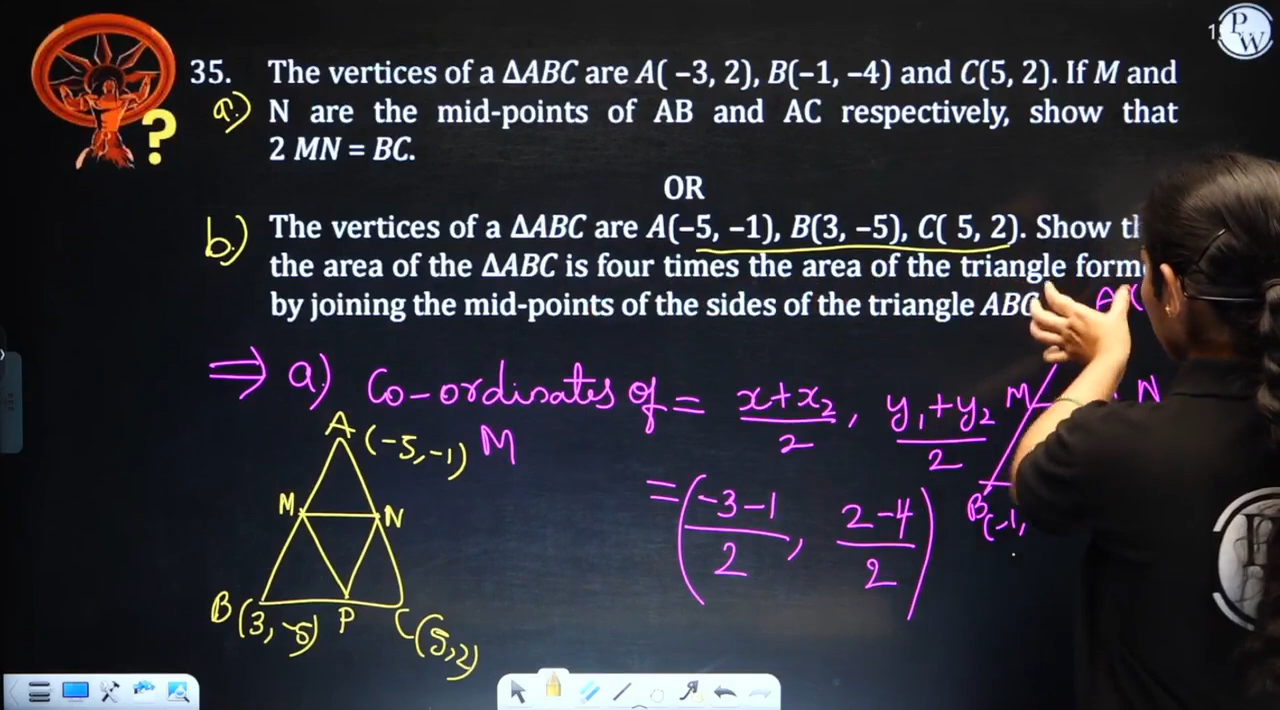 35. The vertices of a ΔABC are A( −3, 2), B(−1, −4) and C(5, 2). If M and
a.) N are the mid-points of AB and AC respectively, show that
2 MN = BC.
OR
b.) The vertices of a ΔABC are A(−5, −1), B(3, −5), C( 5, 2). Show
the area of the ΔABC is four times the area of the triangle
by joining the mid-points of the sides of the triangle
A (
⇒ a.) Co-ordinates of = x+x₂/2, y₁+y₂/2
M
M N
A (-5,-1)
= (-3-1/2, 2-4/2)
B (-1,
M N
B (3, -5) P C (5,2)
?
PW